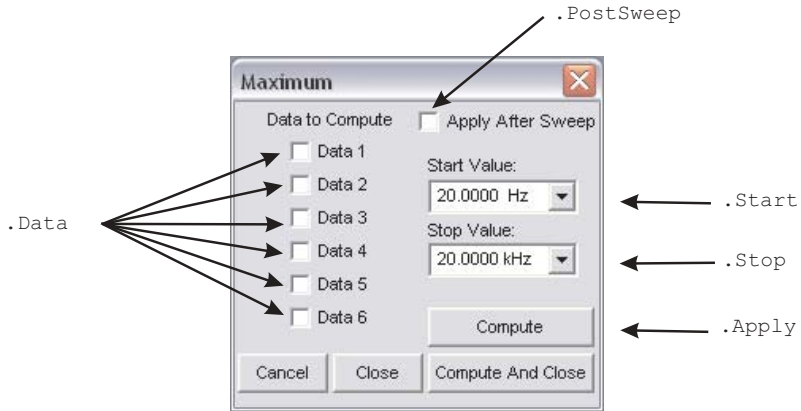 .PostSweep
Maximum
Data to Compute
Apply After Sweep
Data 1
Data 2
Data 3
Data 4
Data 5
Data 6
.Data
Start Value:
20.0000 Hz
.Start
Stop Value:
20.0000 kHz
.Stop
Compute
.Apply
Cancel
Close
Compute And Close